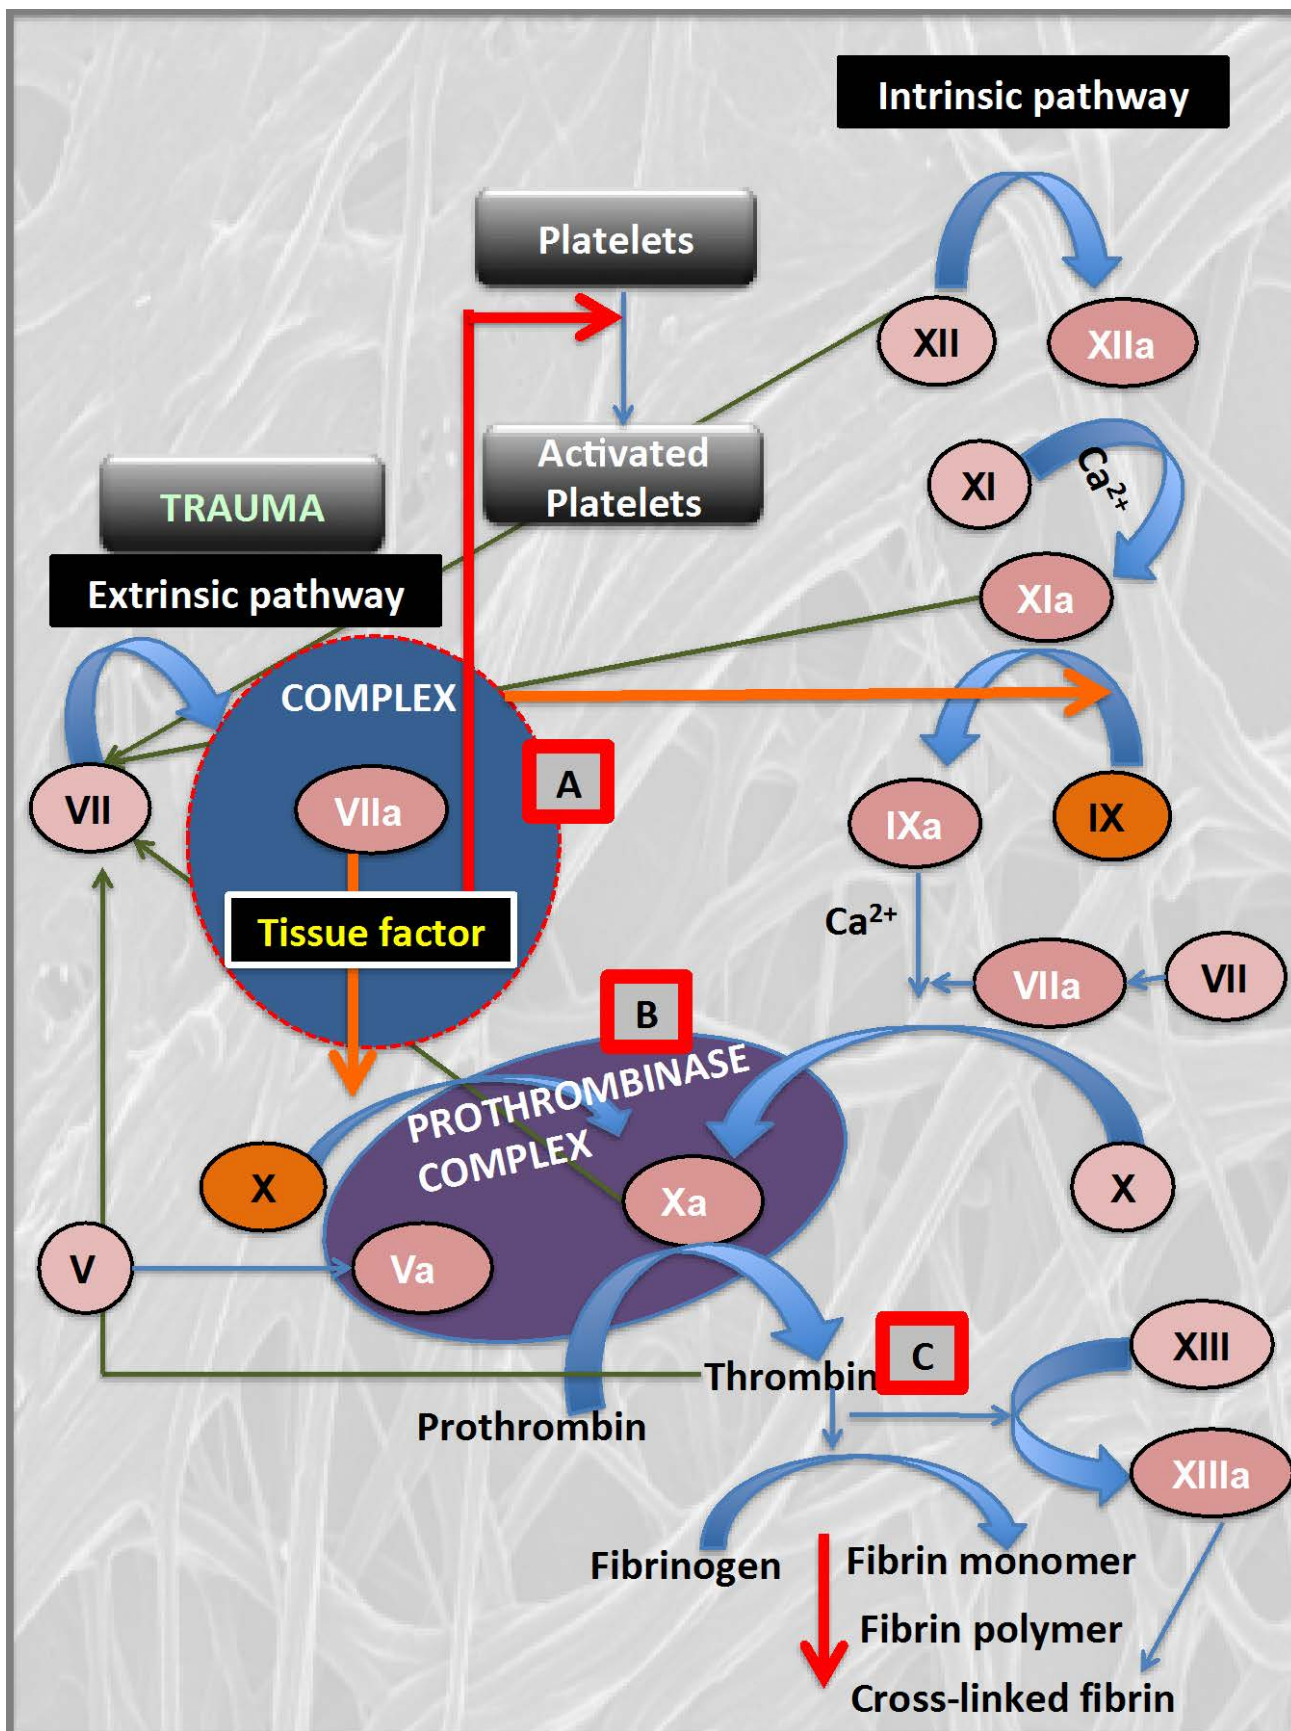 Intrinsic pathway
Platelets
XII
XIIa
Activated
Platelets
XI
Ca²⁺
TRAUMA
Extrinsic pathway
XIa
COMPLEX
A
VII
VIIa
IXa
IX
Ca²⁺
Tissue factor
VIIa
VII
B
PROTHROMBINASE
COMPLEX
X
Xa
X
V
Va
Thrombin
C
XIII
Prothrombin
XIIIa
Fibrinogen
Fibrin monomer
Fibrin polymer
Cross-linked fibrin